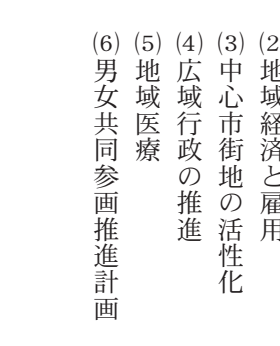 (2)地域経済と雇用
(3)中心市街地の活性化
(4)広域行政の推進
(5)地域医療
(6)男女共同参画推進計画